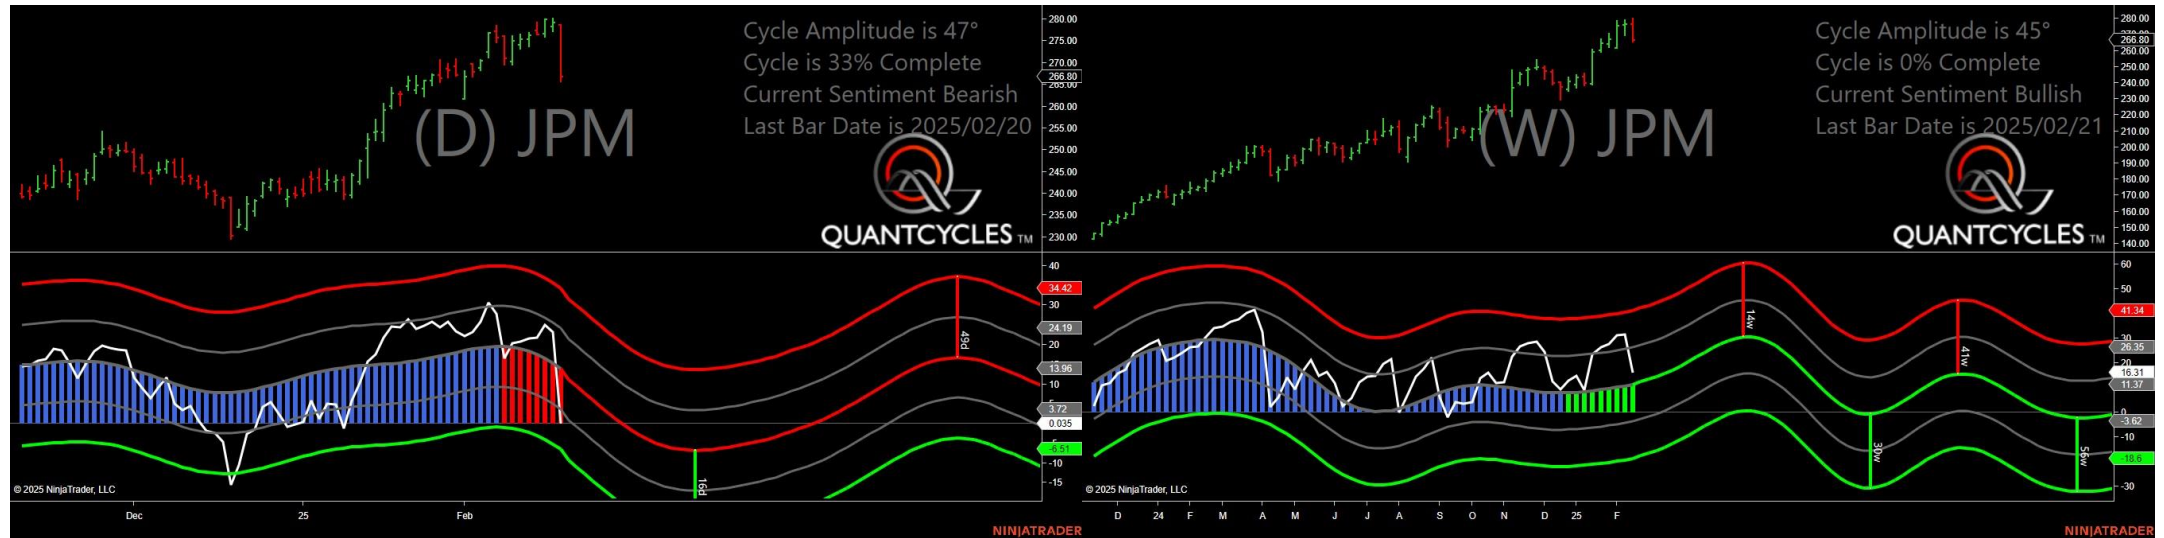 Cycle Amplitude is 47°
Cycle is 33% Complete
Current Sentiment Bearish
Last Bar Date is 2025/02/20
(D) JPM
QUANTCYCLES TM
280.00
275.00
270.00
266.80
265.00
260.00
255.00
250.00
245.00
240.00
235.00
230.00
40
34.42
30
24.19
20
13.96
10
3.72
0.035
-6.51
-10
-15
49d
16d
© 2025 NinjaTrader, LLC
Dec
25
Feb
NINJATRADER
Cycle Amplitude is 45°
Cycle is 0% Complete
Current Sentiment Bullish
Last Bar Date is 2025/02/21
(W) JPM
QUANTCYCLES TM
280.00
266.80
260.00
250.00
240.00
230.00
220.00
210.00
200.00
190.00
180.00
170.00
160.00
150.00
140.00
60
50
41.34
30
26.35
20
16.31
11.37
0
-3.62
-10
-18.6
-30
14w
41w
30w
56w
© 2025 NinjaTrader, LLC
D 24 F M A M J J A S O N D 25 F
NINJATRADER